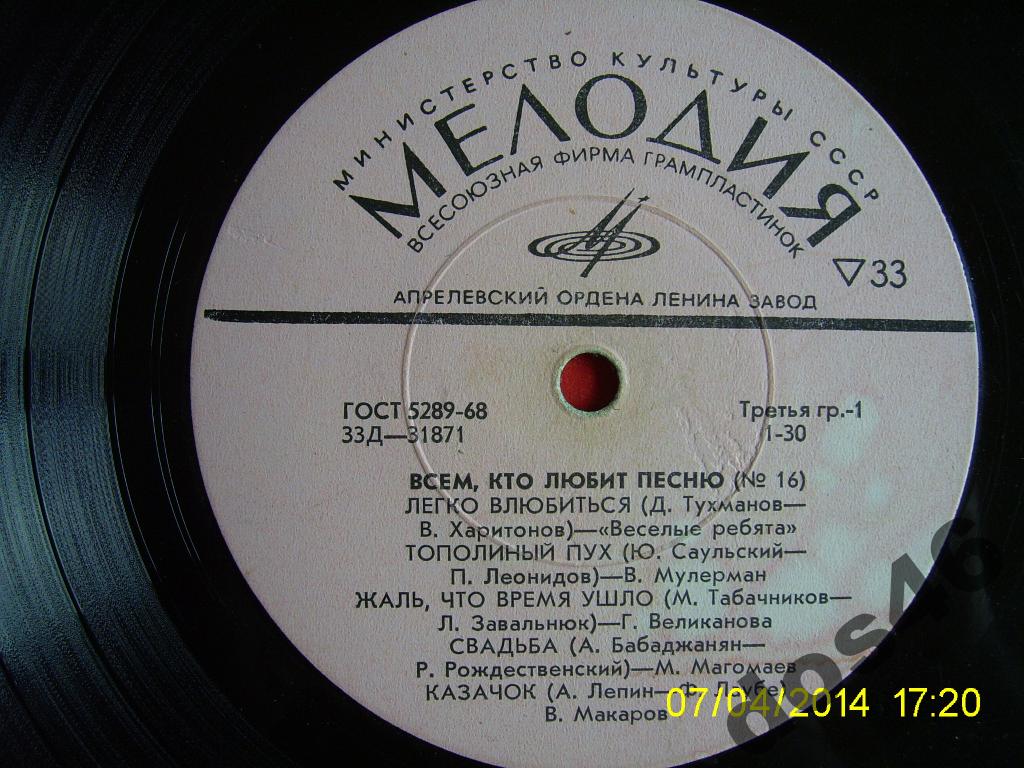 МИНИСТЕРСТВО КУЛЬТУРЫ СССР
МЕЛОДИЯ
ВСЕСОЮЗНАЯ ФИРМА ГРАМПЛАСТИНОК
▽33
АПРЕЛЕВСКИЙ ОРДЕНА ЛЕНИНА ЗАВОД
ГОСТ 5289-68 Третья гр.-1
33Д—31871 1-30
ВСЕМ, КТО ЛЮБИТ ПЕСНЮ (№ 16)
ЛЕГКО ВЛЮБИТЬСЯ (Д. Тухманов—
В. Харитонов)—«Веселые ребята»
ТОПОЛИНЫЙ ПУХ (Ю. Саульский—
П. Леонидов)—В. Мулерман
ЖАЛЬ, ЧТО ВРЕМЯ УШЛО (М. Табачников—
Л. Завальнюк)—Г. Великанова
СВАДЬБА (А. Бабаджанян—
Р. Рождественский)—М. Магомаев
КАЗАЧОК (А. Лепин—Ф.
В. Макаров
07/04/2014 17:20
dps46